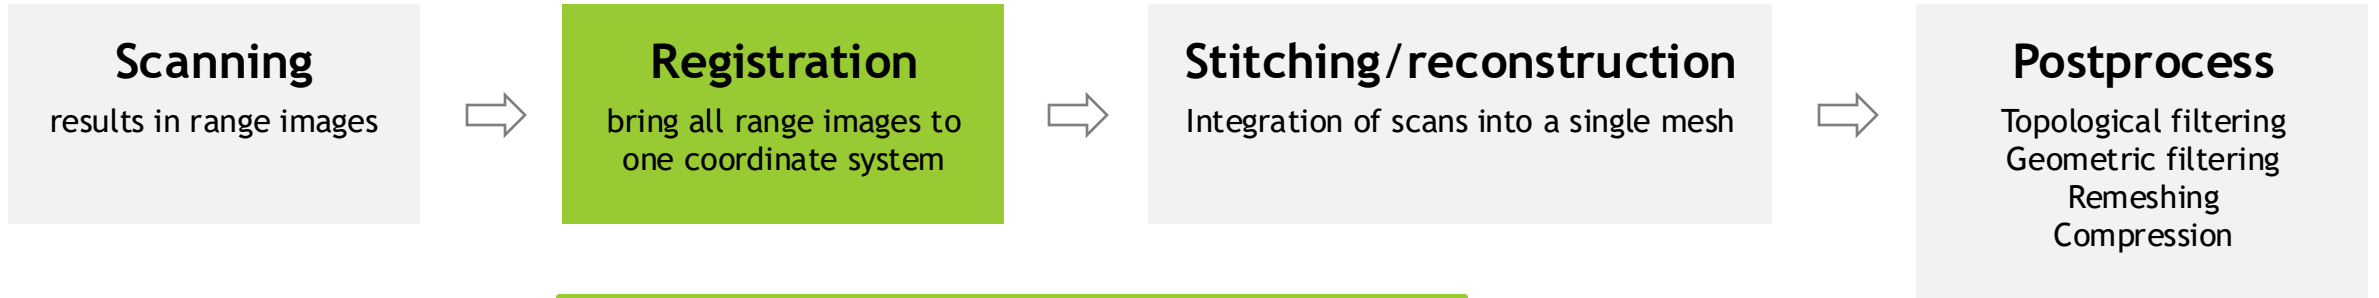 Scanning
results in range images
Registration
bring all range images to
one coordinate system
Stitching/reconstruction
Integration of scans into a single mesh
Postprocess
Topological filtering
Geometric filtering
Remeshing
Compression